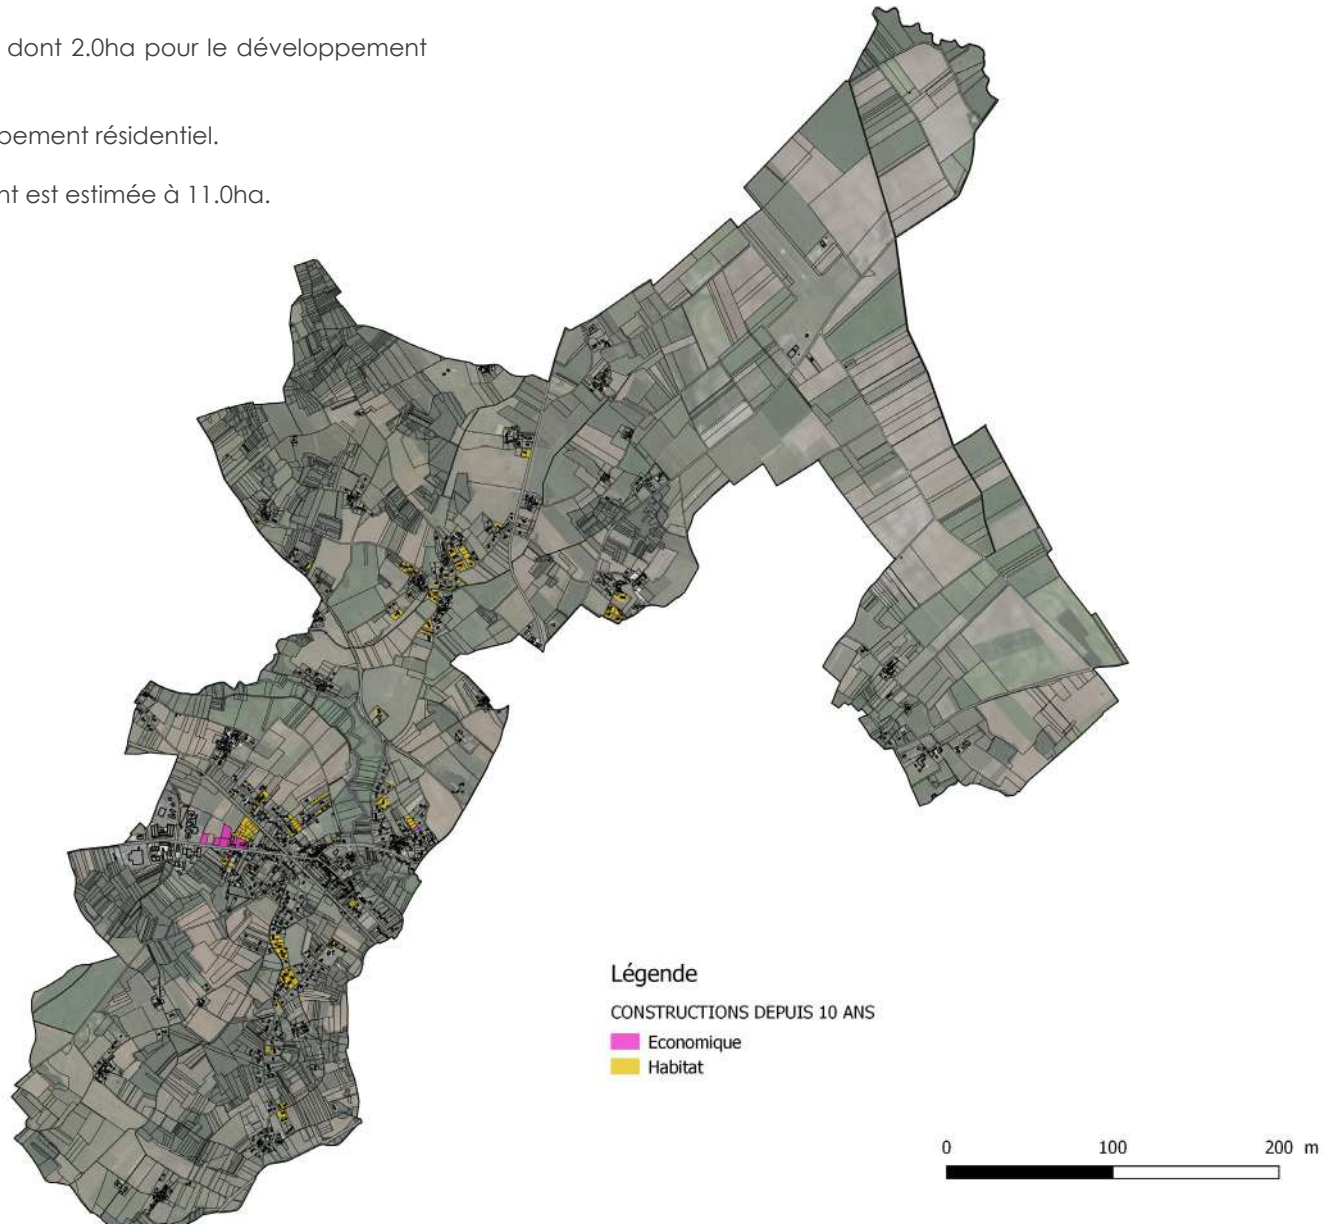 dont 2.0ha pour le développement
pement résidentiel.
nt est estimée à 11.0ha.
Légende
CONSTRUCTIONS DEPUIS 10 ANS
Economique
Habitat
0 100 200 m